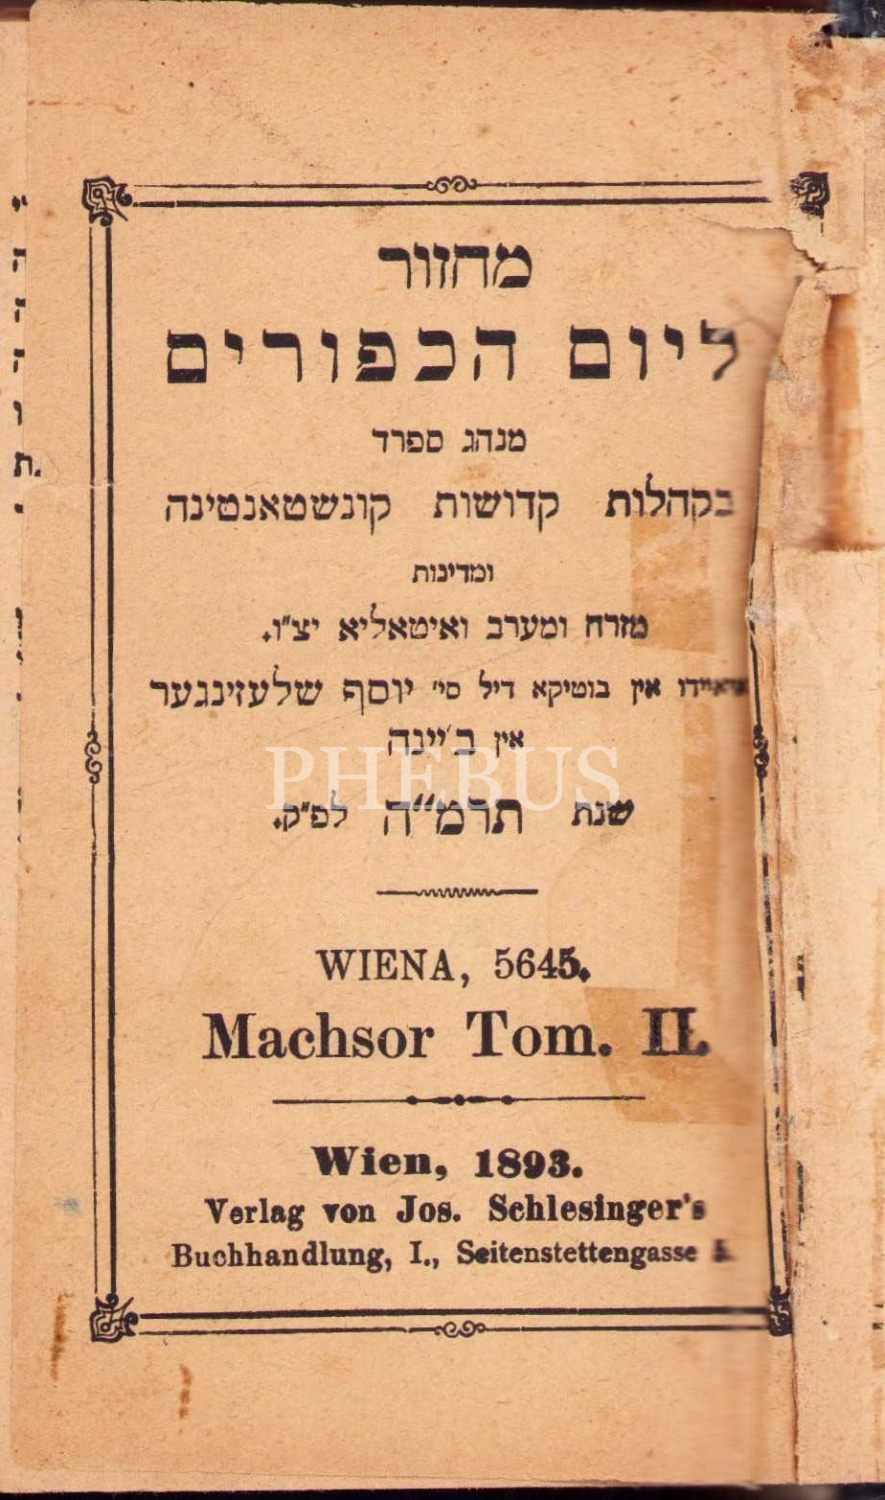 מחזור
ליום הכפורים
מנהג ספרד
בקהלות קדושות קונשטאנטינה
ומדינות
מזרח ומערב ואיטאליא יצ״ו.
אין בוטיקא דיל סי׳ יוסף שלעזינגער
אין ב׳יינה
PHEBUS
שנת תרמ״ה לפ״ק.
WIENA, 5645.
Machsor Tom. II.
Wien, 1893.
Verlag von Jos. Schlesinger's
Buchhandlung, I., Seitenstettengasse